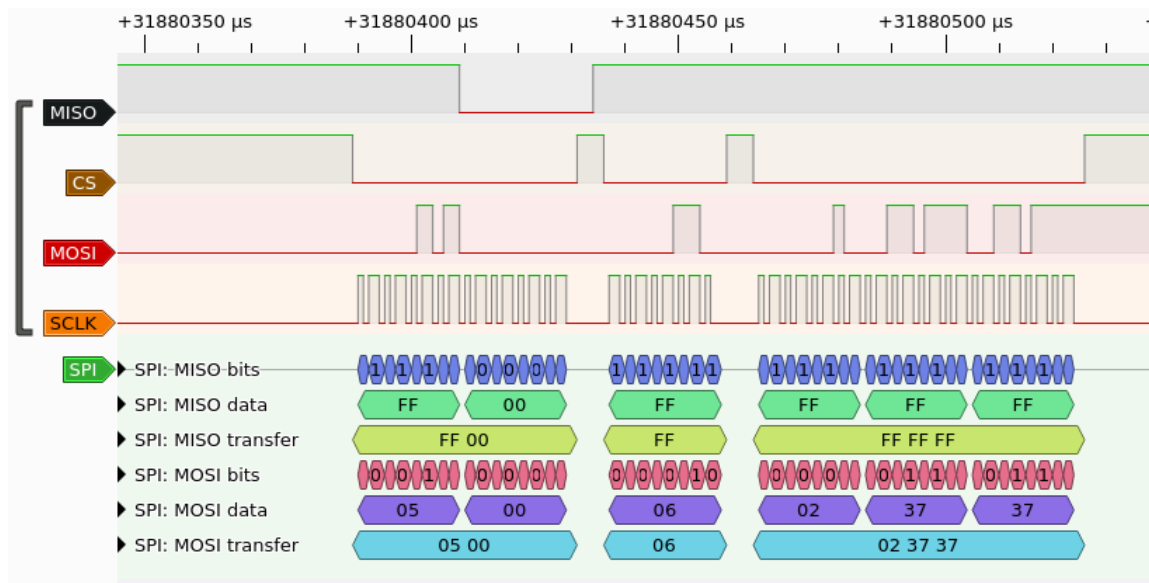 +31880350 µs +31880400 µs +31880450 µs +31880500 µs
MISO
CS
MOSI
SCLK
SPI SPI: MISO bits 1 1 1 0 0 0 1 1 1 1 1 1 1 1 1 1 1 1 1 1
SPI: MISO data FF 00 FF FF FF FF
SPI: MISO transfer FF 00 FF FF FF FF
SPI: MOSI bits 0 0 1 0 0 0 0 0 0 1 0 0 0 0 0 1 1 0 1 1
SPI: MOSI data 05 00 06 02 37 37
SPI: MOSI transfer 05 00 06 02 37 37